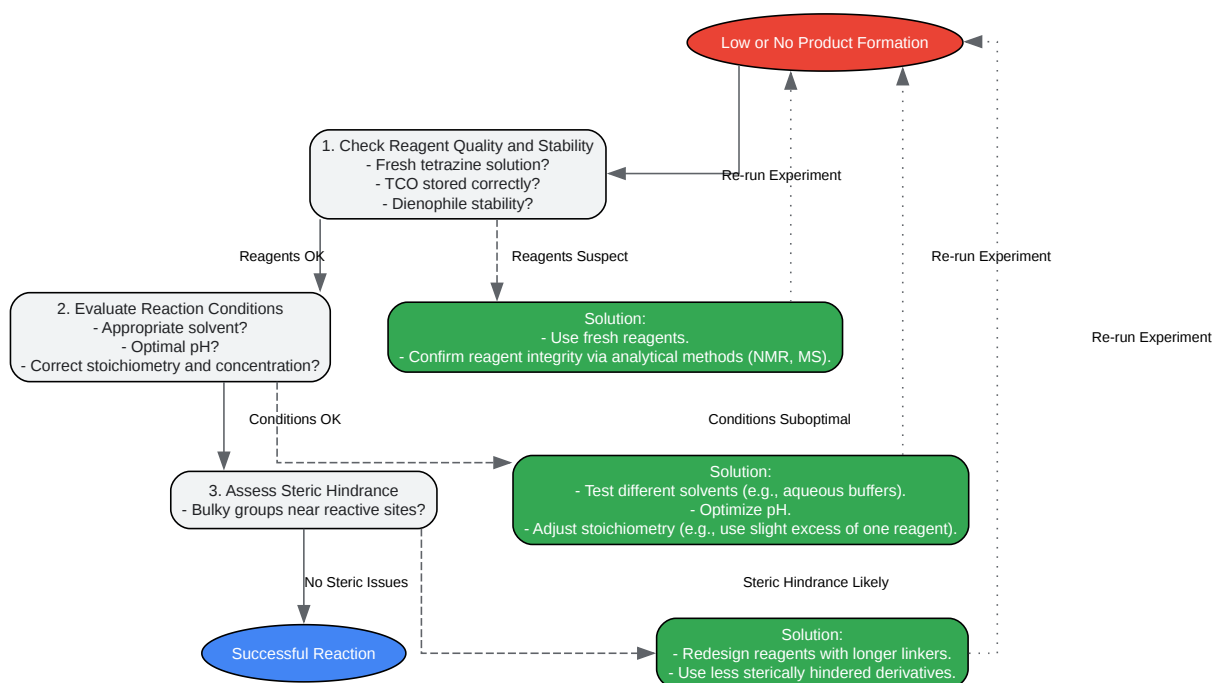 Low or No Product Formation
1. Check Reagent Quality and Stability
- Fresh tetrazine solution?
- TCO stored correctly?
- Dienophile stability?
Re-run Experiment
Reagents OK
Reagents Suspect
Re-run Experiment
2. Evaluate Reaction Conditions
- Appropriate solvent?
- Optimal pH?
- Correct stoichiometry and concentration?
Solution:
- Use fresh reagents.
- Confirm reagent integrity via analytical methods (NMR, MS).
Re-run Experiment
Conditions OK
Conditions Suboptimal
3. Assess Steric Hindrance
- Bulky groups near reactive sites?
Solution:
- Test different solvents (e.g., aqueous buffers).
- Optimize pH.
- Adjust stoichiometry (e.g., use slight excess of one reagent).
No Steric Issues
Steric Hindrance Likely
Successful Reaction
Solution:
- Redesign reagents with longer linkers.
- Use less sterically hindered derivatives.